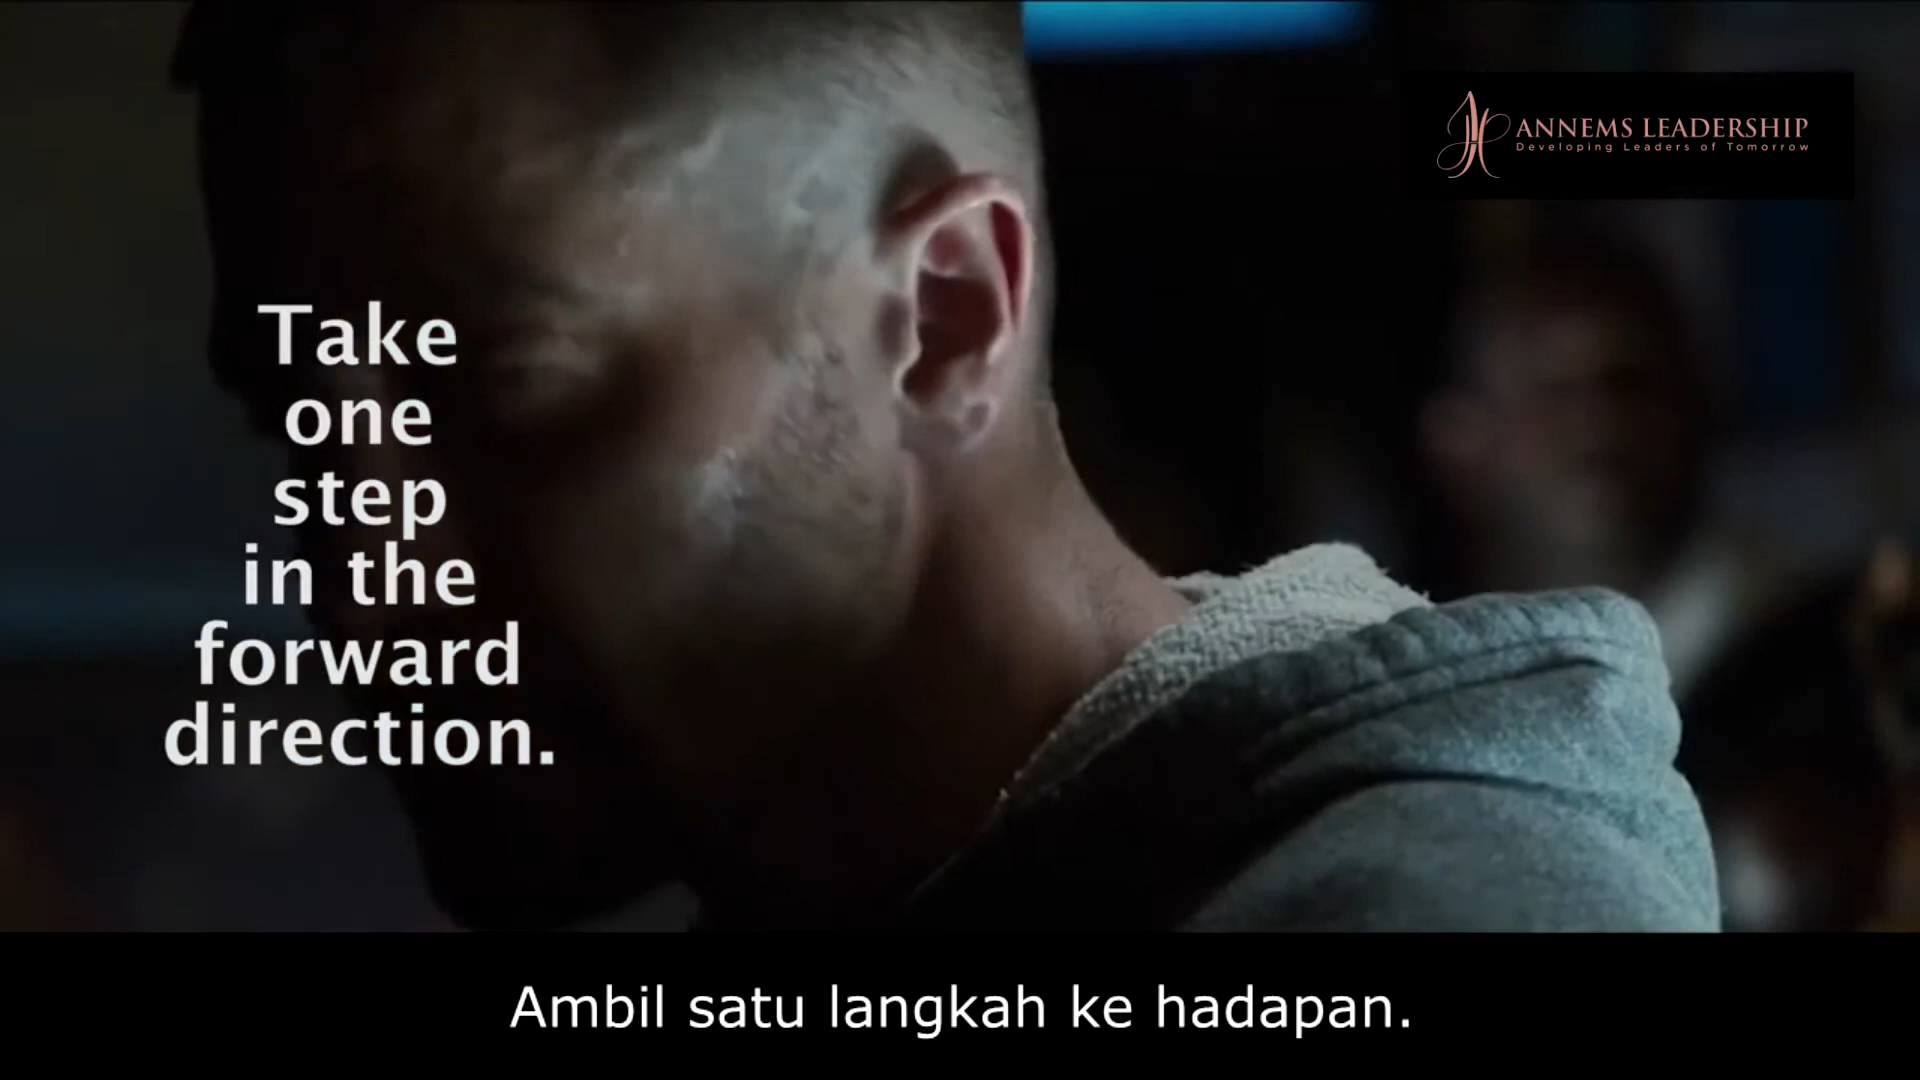 ANNEMS LEADERSHIP
Developing Leaders of Tomorrow
Take
one
step
in the
forward
direction.
Ambil satu langkah ke hadapan.